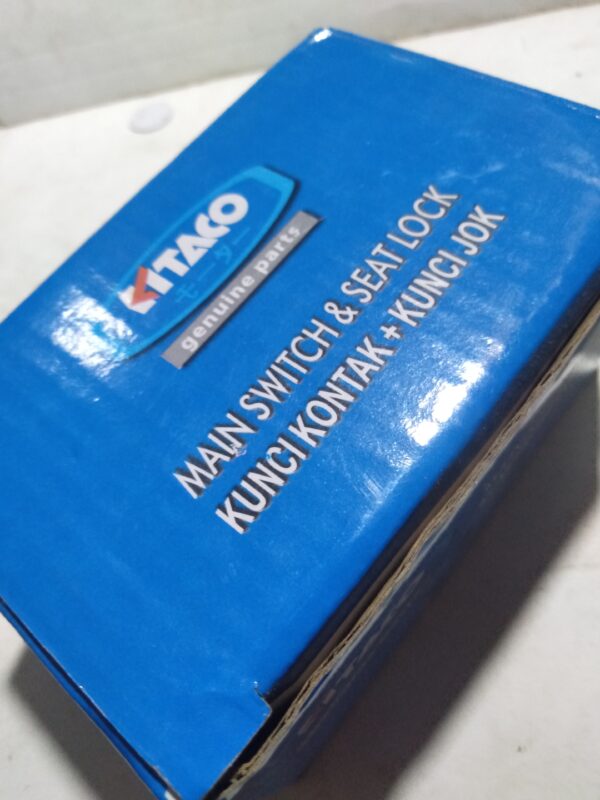 KITACO
モーター
genuine parts
MAIN SWITCH & SEAT LOCK
KUNCI KONTAK + KUNCI JOK